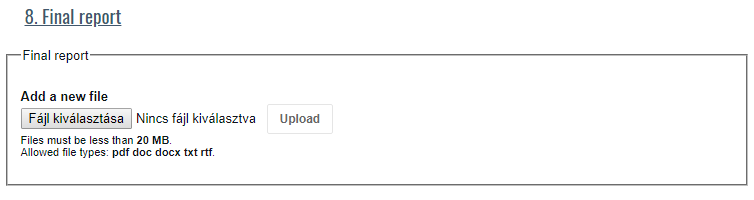 8. Final report
Final report
Add a new file
Fájl kiválasztása Nincs fájl kiválasztva Upload
Files must be less than 20 MB.
Allowed file types: pdf doc docx txt rtf.